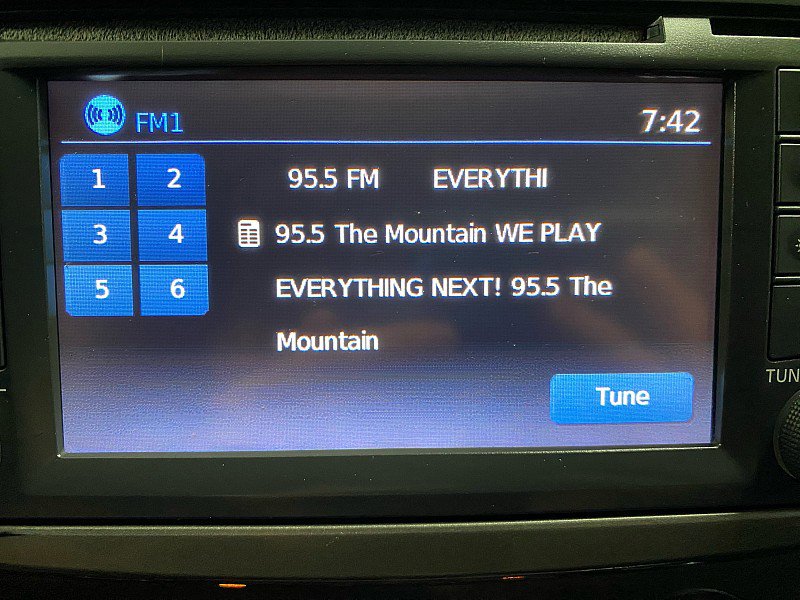 FM1 7:42
1 2 95.5 FM EVERYTHI
3 4 95.5 The Mountain WE PLAY
5 6 EVERYTHING NEXT! 95.5 The
Mountain
Tune
TUN